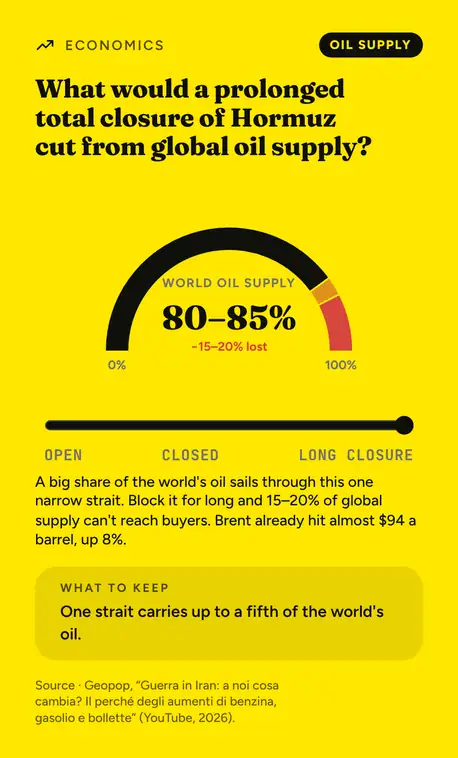 ECONOMICS
OIL SUPPLY
What would a prolonged
total closure of Hormuz
cut from global oil supply?
WORLD OIL SUPPLY
80–85%
−15–20% lost
0%
100%
OPEN
CLOSED
LONG CLOSURE
A big share of the world's oil sails through this one
narrow strait. Block it for long and 15–20% of global
supply can't reach buyers. Brent already hit almost $94 a
barrel, up 8%.
WHAT TO KEEP
One strait carries up to a fifth of the world's
oil.
Source · Geopop, “Guerra in Iran: a noi cosa
cambia? Il perché degli aumenti di benzina,
gasolio e bollette” (YouTube, 2026).